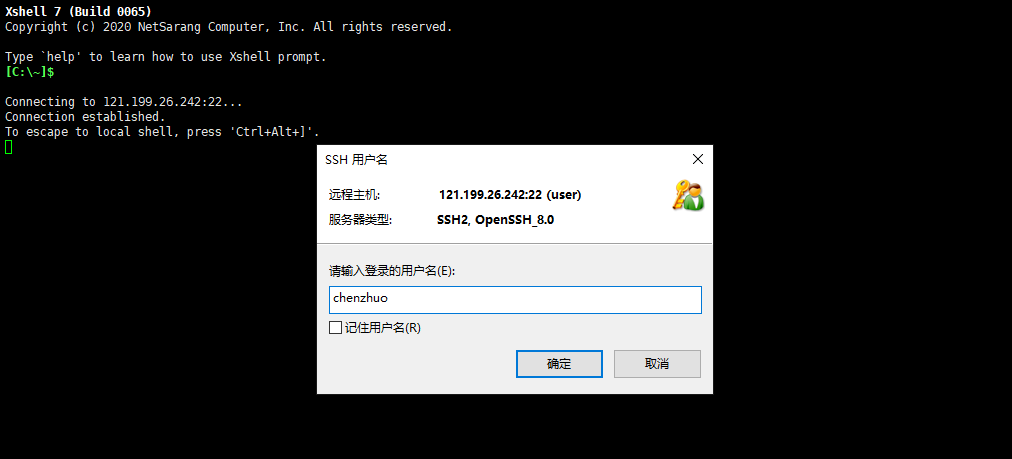 Xshell 7 (Build 0065)
Copyright (c) 2020 NetSarang Computer, Inc. All rights reserved.
Type `help' to learn how to use Xshell prompt.
[C:\~]$
Connecting to 121.199.26.242:22...
Connection established.
To escape to local shell, press 'Ctrl+Alt+]'.
SSH 用户名
远程主机: 121.199.26.242:22 (user)
服务器类型: SSH2, OpenSSH_8.0
请输入登录的用户名(E):
chenzhuo
记住用户名(R)
确定 取消